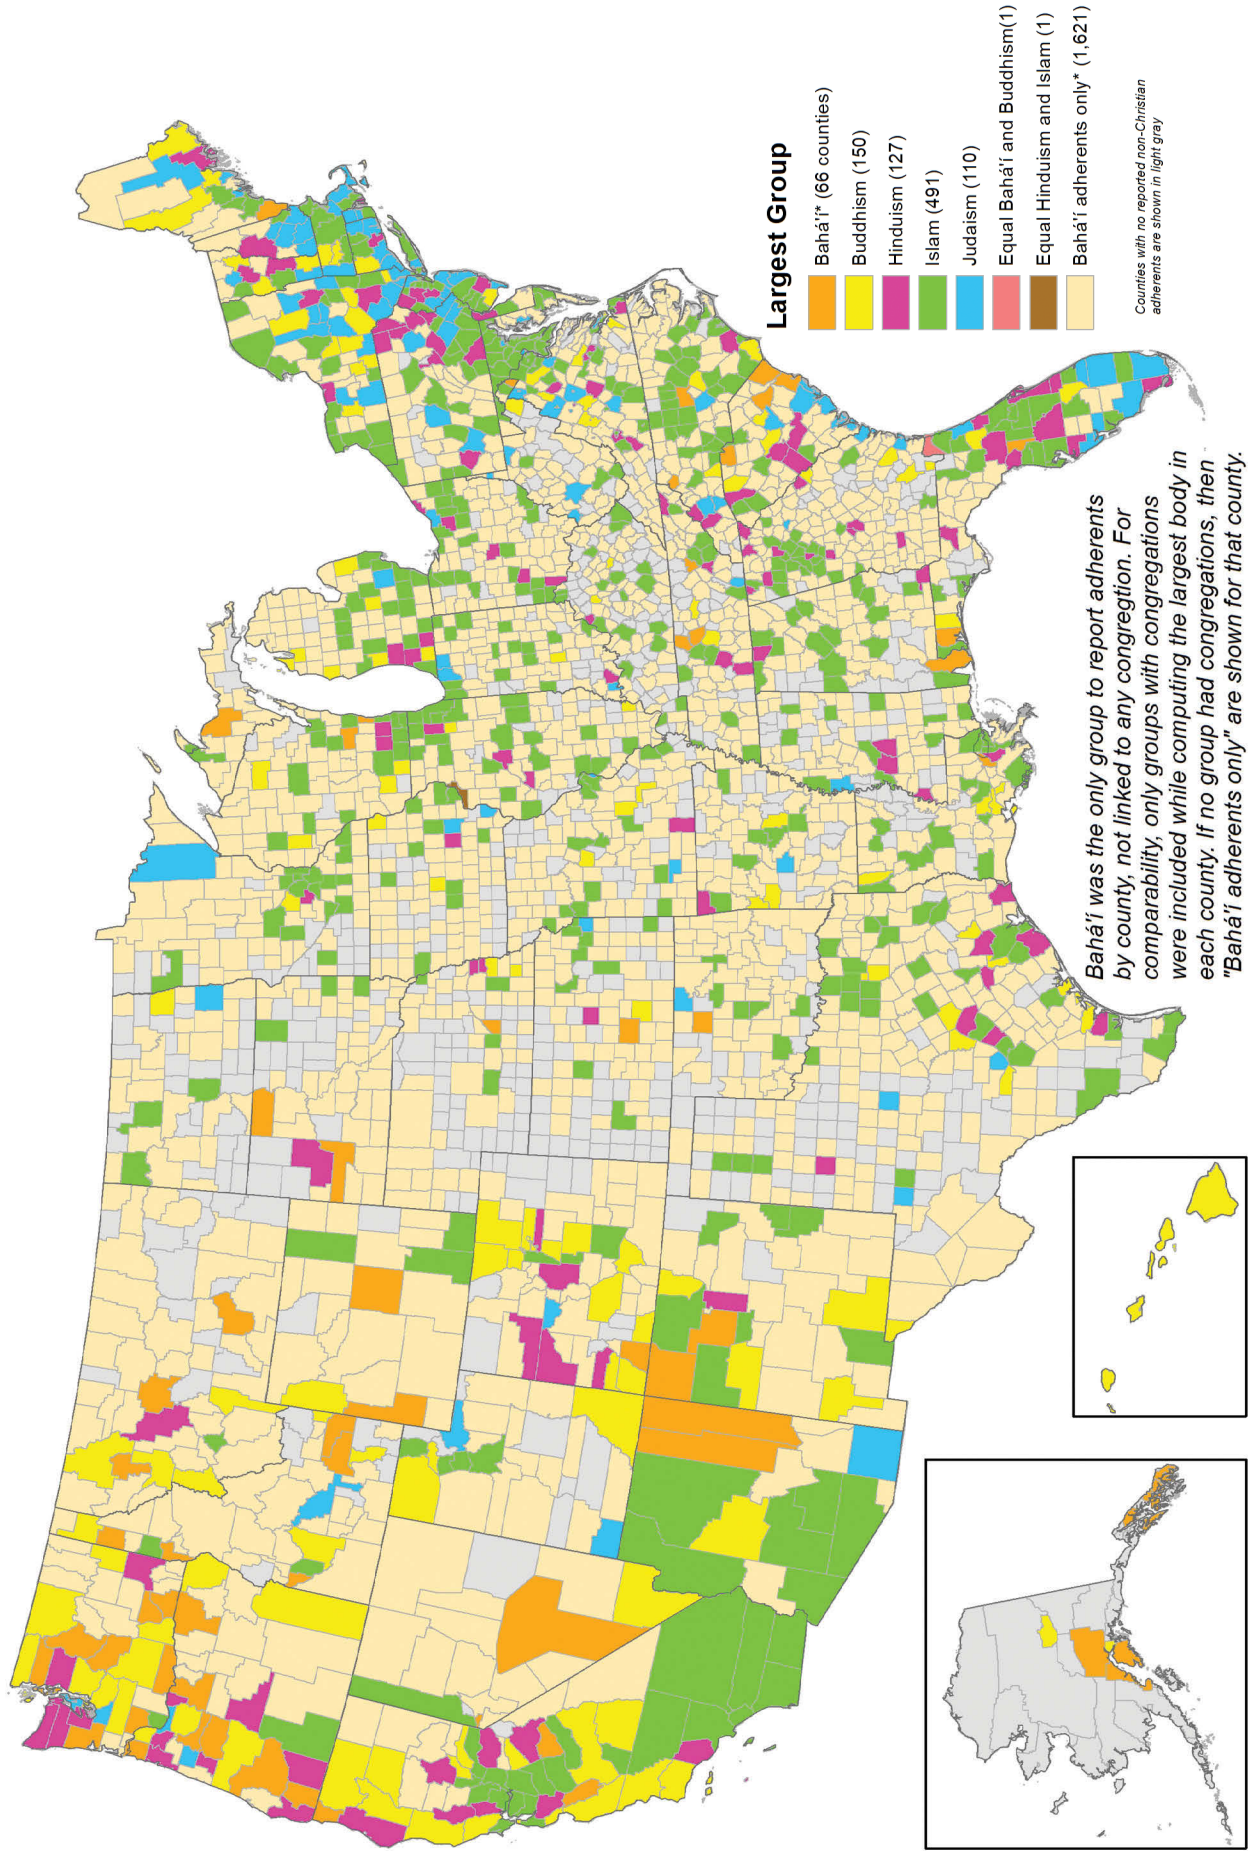 Largest Group
Bahá'í* (66 counties)
Buddhism (150)
Hinduism (127)
Islam (491)
Judaism (110)
Equal Bahá'í and Buddhism(1)
Equal Hinduism and Islam (1)
Bahá'í adherents only* (1,621)
Counties with no reported non-Christian
adherents are shown in light gray
Bahá'í was the only group to report adherents
by county, not linked to any congregtion. For
comparability, only groups with congregations
were included while computing the largest body in
each county. If no group had congregations, then
"Bahá'í adherents only" are shown for that county.